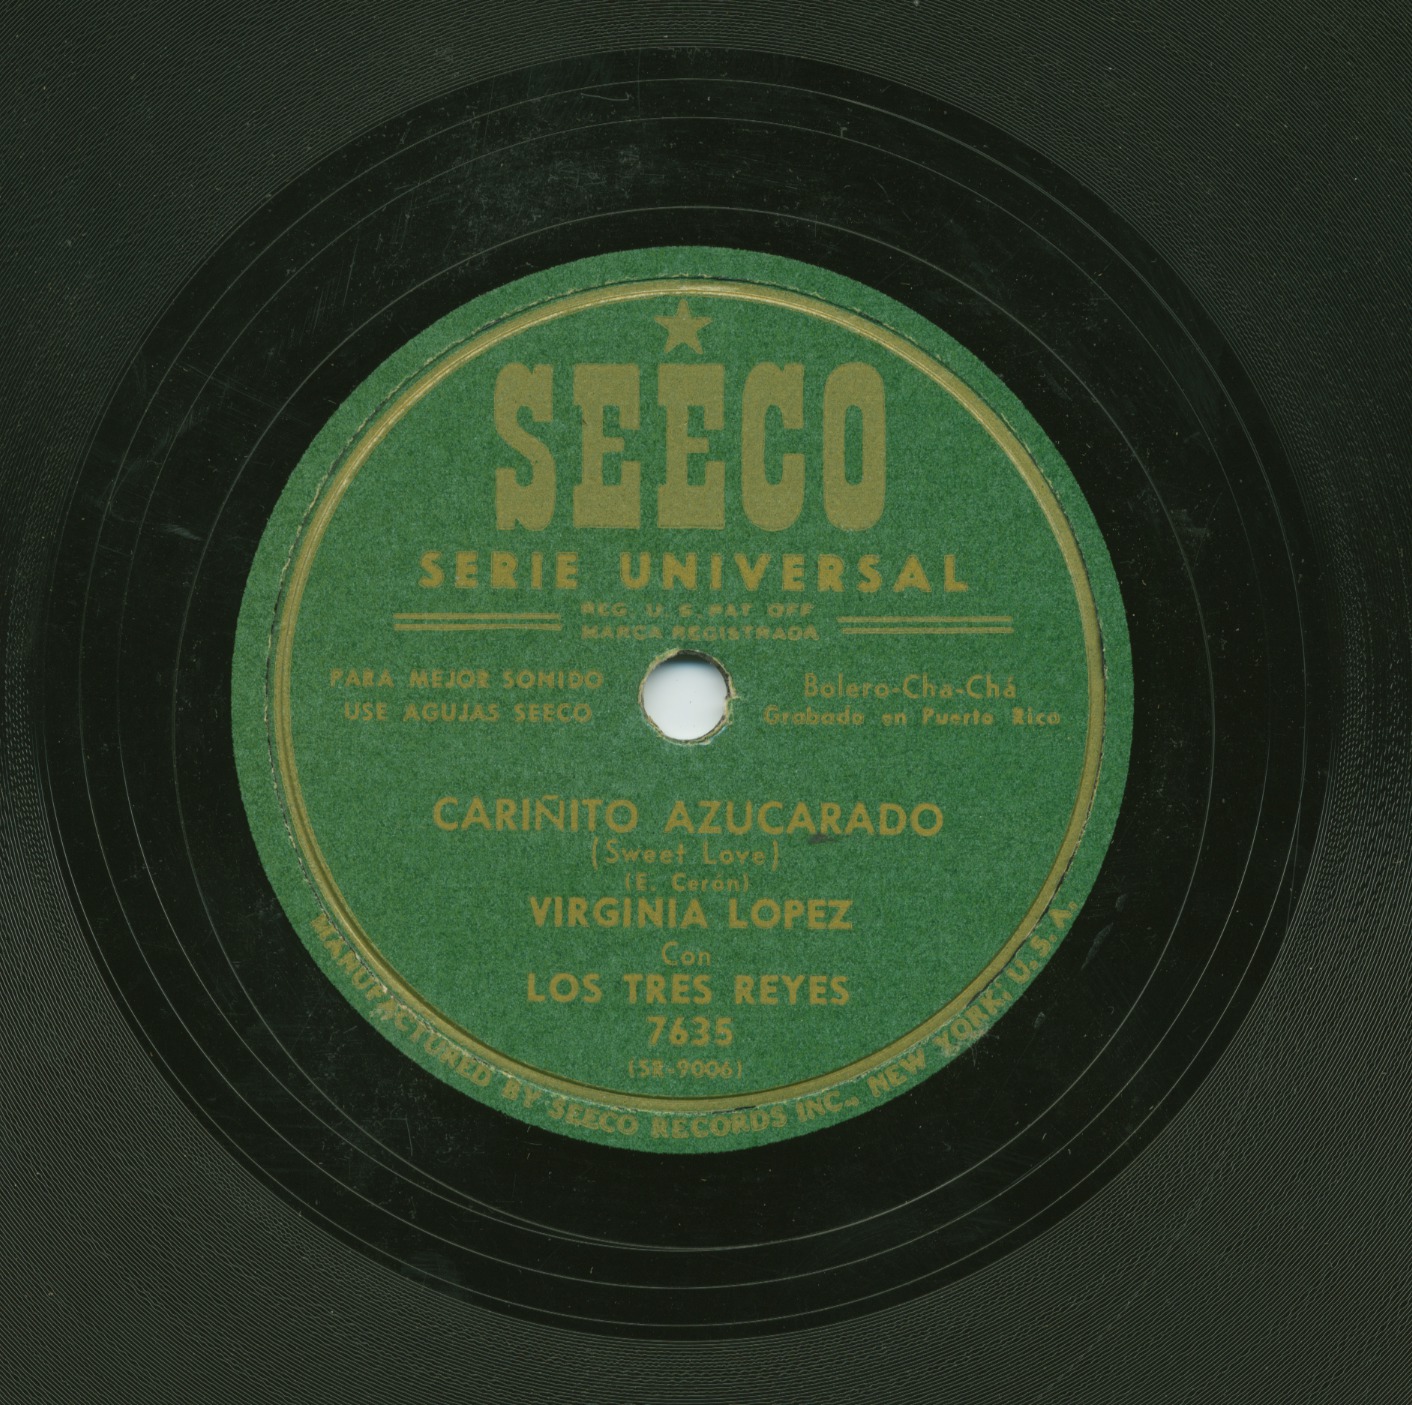 SEECO
SERIE UNIVERSAL
REG. U. S. PAT. OFF.
MARCA REGISTRADA
PARA MEJOR SONIDO
USE AGUJAS SEECO
Bolero-Cha-Chá
Grabado en Puerto Rico
CARIÑITO AZUCARADO
(Sweet Love)
(E. Cerón)
VIRGINIA LOPEZ
Con
LOS TRES REYES
7635
(SR-9006)
MANUFACTURED BY SEECO RECORDS INC., NEW YORK, U.S.A.